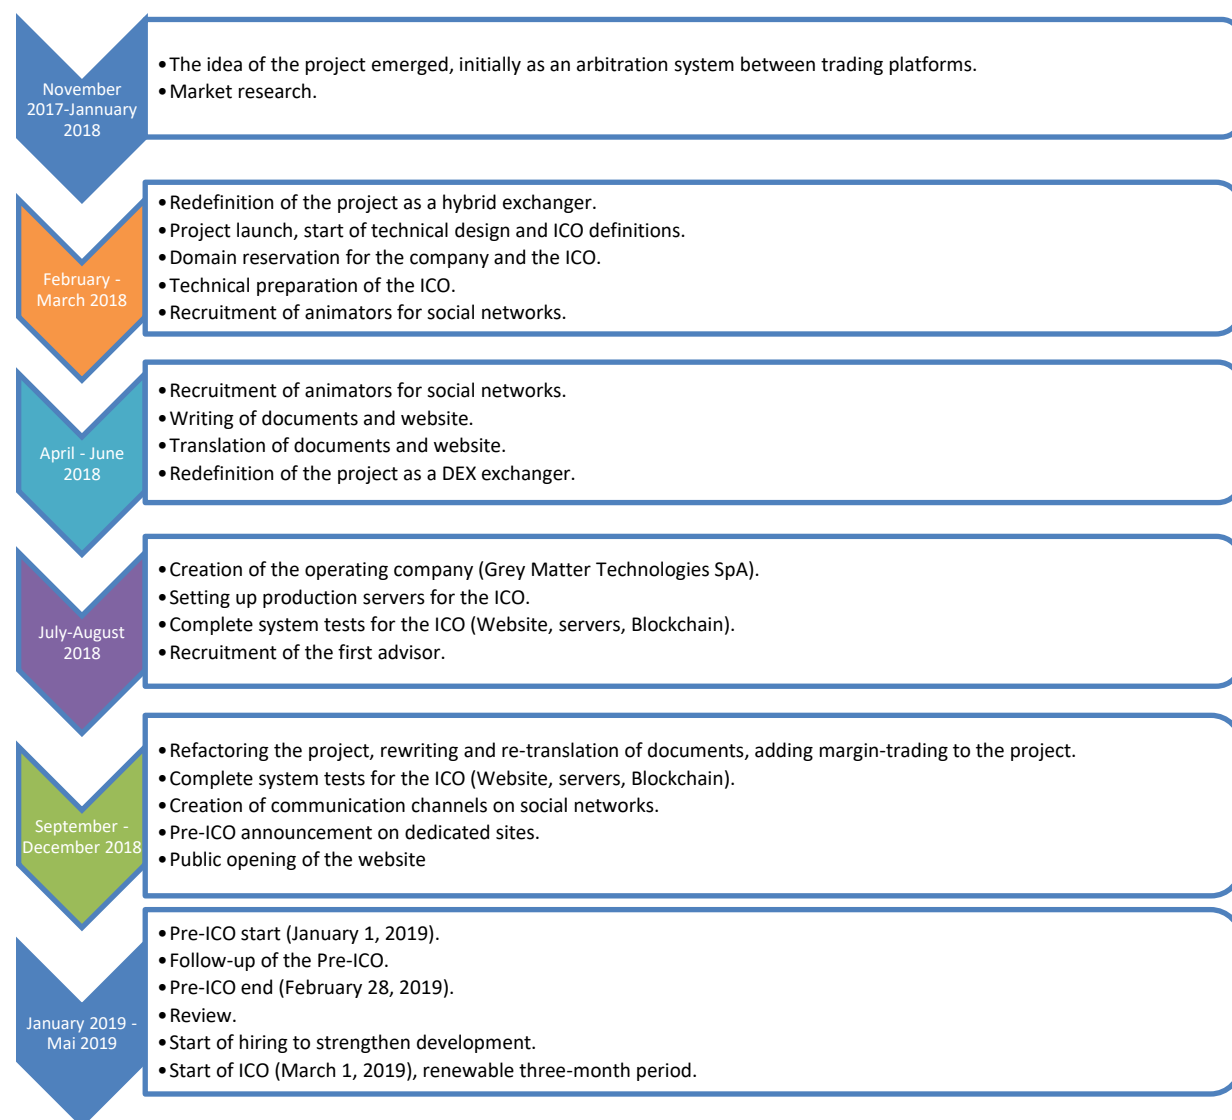 November
2017-Jannuary
2018
•The idea of the project emerged, initially as an arbitration system between trading platforms.
•Market research.
February -
March 2018
•Redefinition of the project as a hybrid exchanger.
•Project launch, start of technical design and ICO definitions.
•Domain reservation for the company and the ICO.
•Technical preparation of the ICO.
•Recruitment of animators for social networks.
April - June
2018
•Recruitment of animators for social networks.
•Writing of documents and website.
•Translation of documents and website.
•Redefinition of the project as a DEX exchanger.
July-August
2018
•Creation of the operating company (Grey Matter Technologies SpA).
•Setting up production servers for the ICO.
•Complete system tests for the ICO (Website, servers, Blockchain).
•Recruitment of the first advisor.
September -
December 2018
•Refactoring the project, rewriting and re-translation of documents, adding margin-trading to the project.
•Complete system tests for the ICO (Website, servers, Blockchain).
•Creation of communication channels on social networks.
•Pre-ICO announcement on dedicated sites.
•Public opening of the website
January 2019 -
Mai 2019
•Pre-ICO start (January 1, 2019).
•Follow-up of the Pre-ICO.
•Pre-ICO end (February 28, 2019).
•Review.
•Start of hiring to strengthen development.
•Start of ICO (March 1, 2019), renewable three-month period.